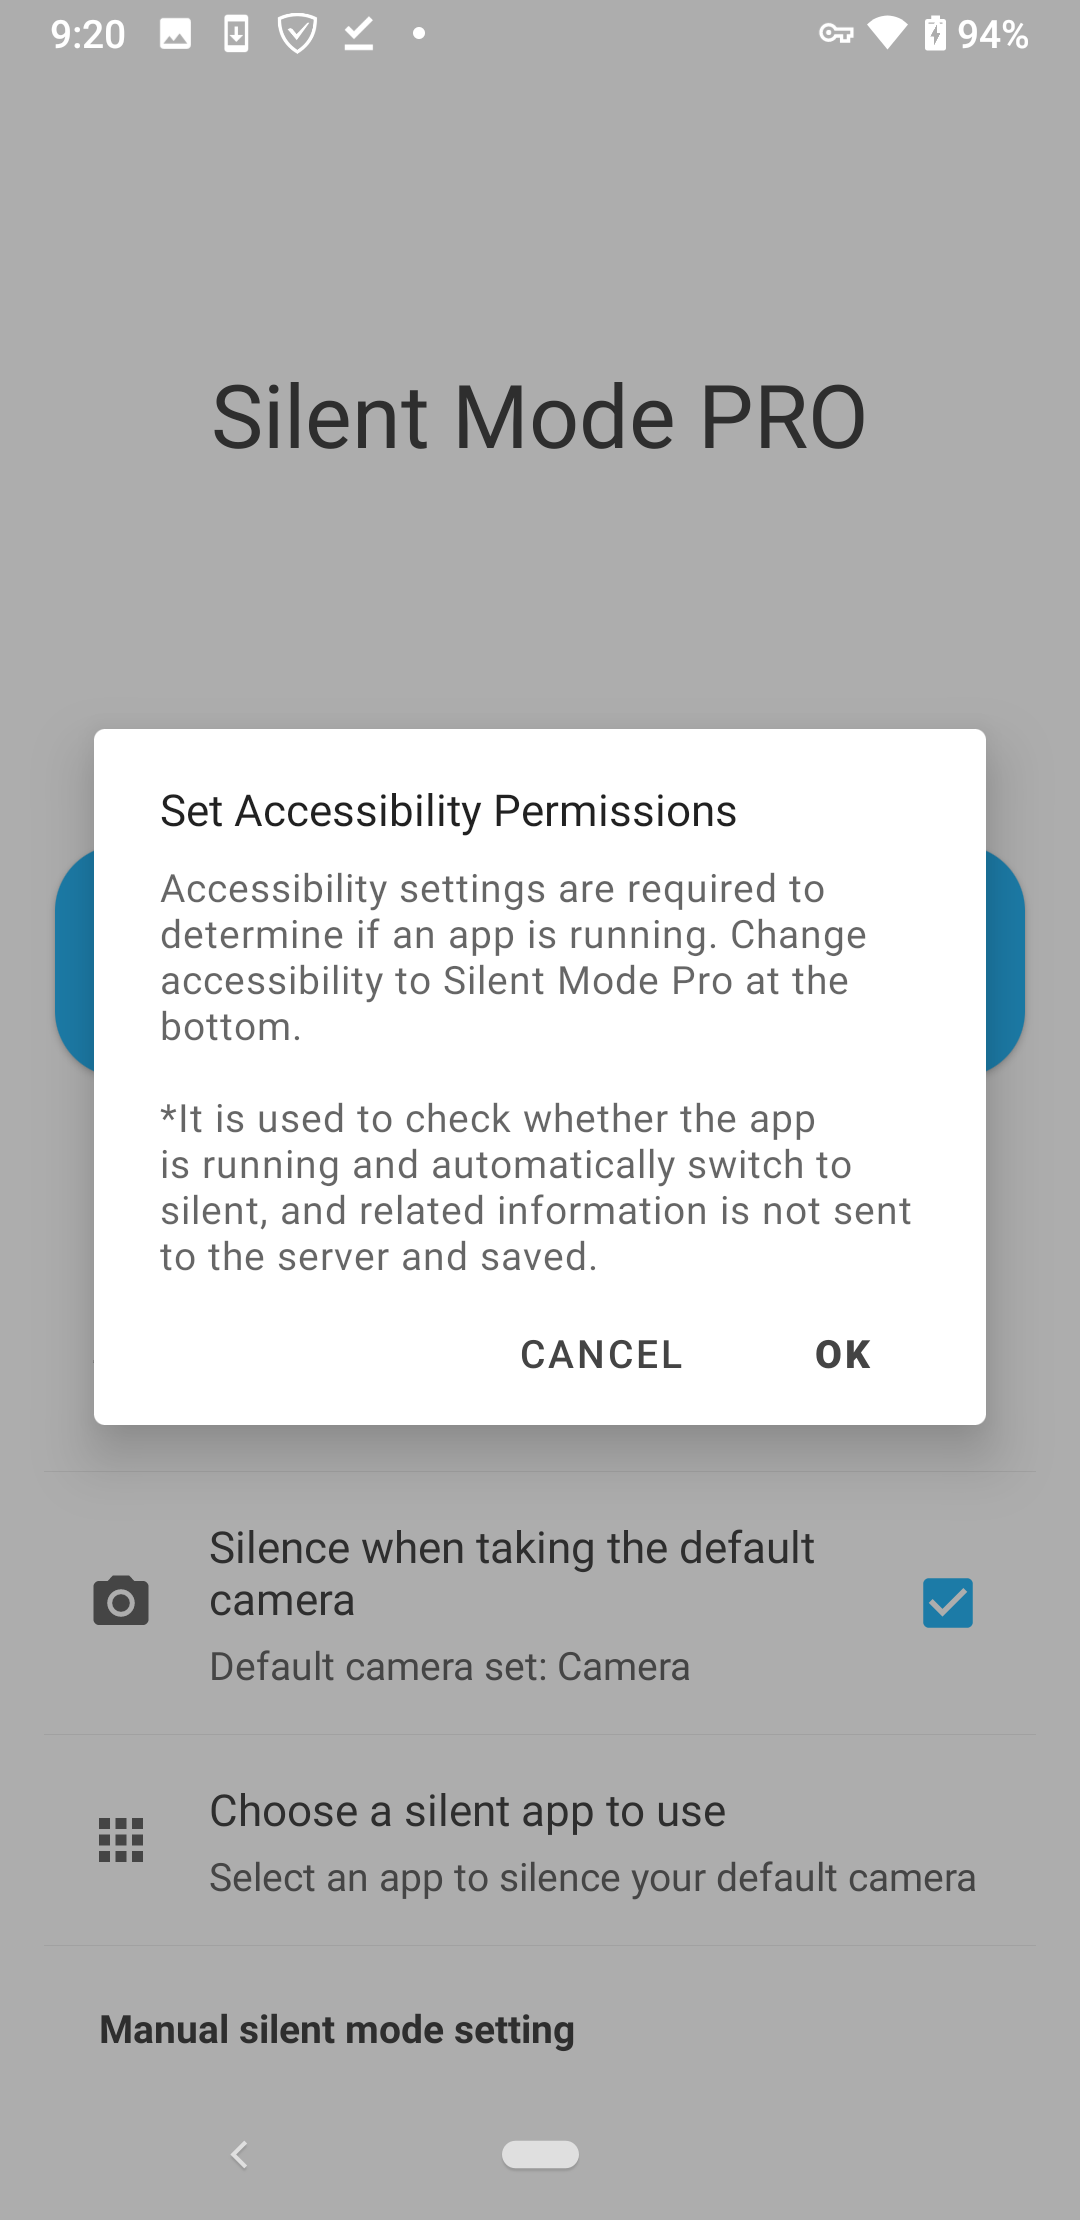 9:20
94%
Silent Mode PRO
Set Accessibility Permissions
Accessibility settings are required to
determine if an app is running. Change
accessibility to Silent Mode Pro at the
bottom.
*It is used to check whether the app
is running and automatically switch to
silent, and related information is not sent
to the server and saved.
CANCEL OK
Silence when taking the default
camera
Default camera set: Camera
Choose a silent app to use
Select an app to silence your default camera
Manual silent mode setting